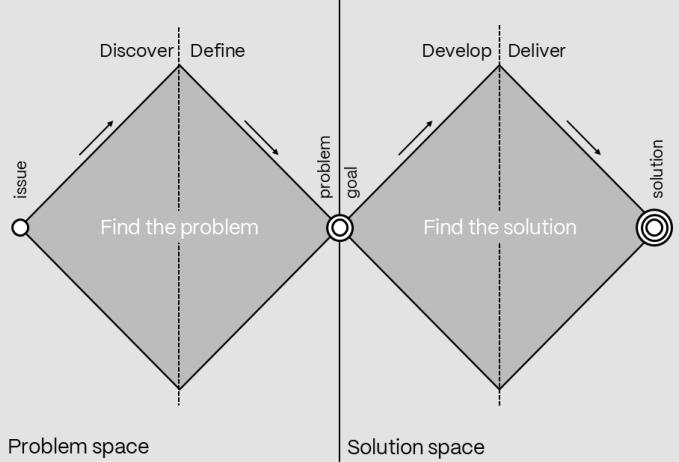 Discover
Define
Develop
Deliver
issue
problem
goal
solution
Find the problem
Find the solution
Problem space
Solution space